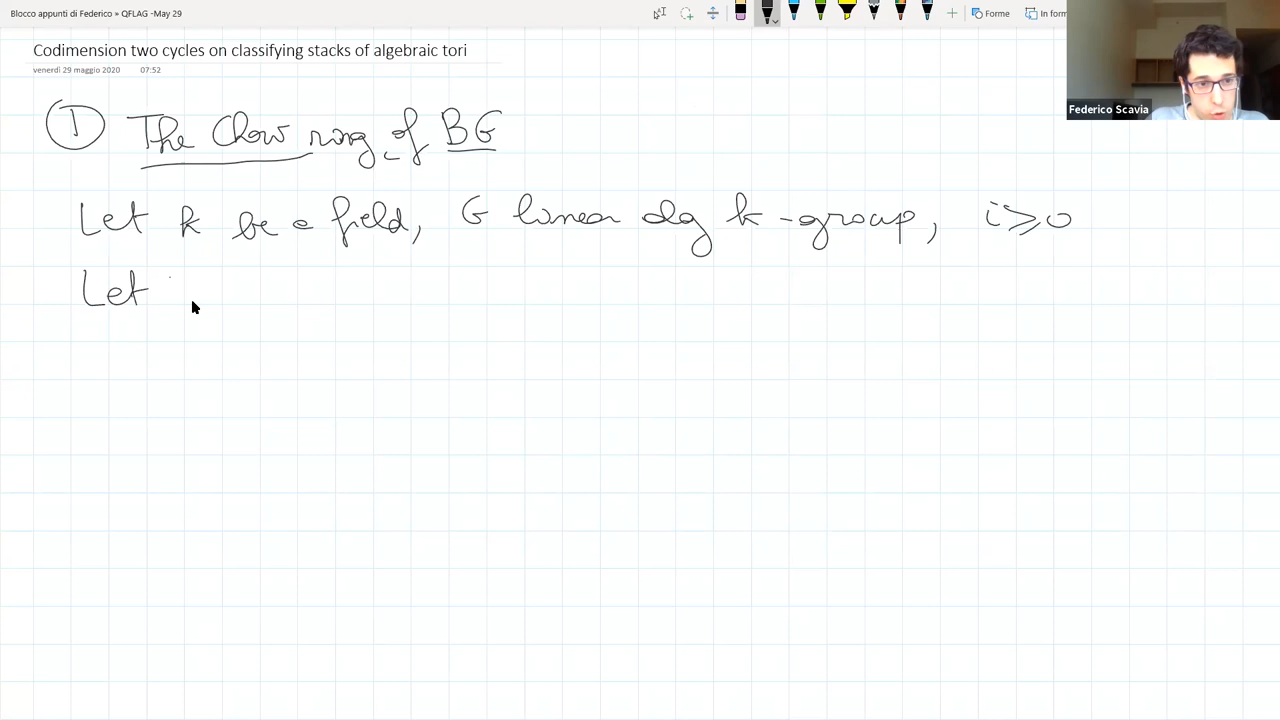 Blocco appunti di Federico » QFLAG -May 29
Forme
In form
Codimension two cycles on classifying stacks of algebraic tori
venerdì 29 maggio 2020 07:52
Federico Scavia
① The Chow ring of BG
Let k be a field, G linear alg k-group, i⩾0
Let